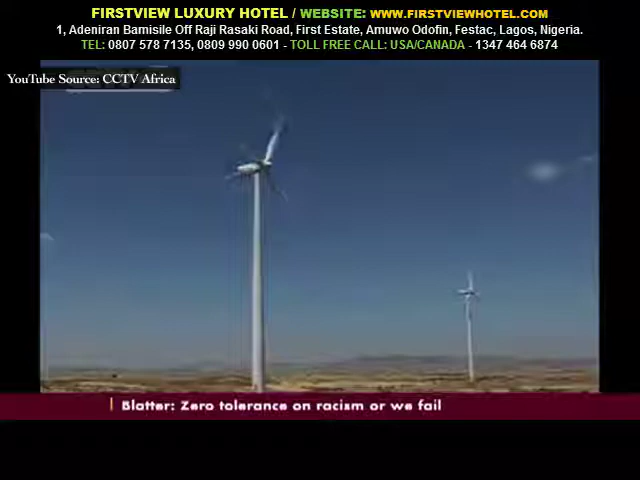 FIRSTVIEW LUXURY HOTEL / WEBSITE: WWW.FIRSTVIEWHOTEL.COM
1, Adeniran Bamisile Off Raji Rasaki Road, First Estate, Amuwo Odofin, Festac, Lagos, Nigeria.
TEL: 0807 578 7135, 0809 990 0601 - TOLL FREE CALL: USA/CANADA - 1347 464 6874
YouTube Source: CCTV Africa
Blatter: Zero tolerance on racism or we fail